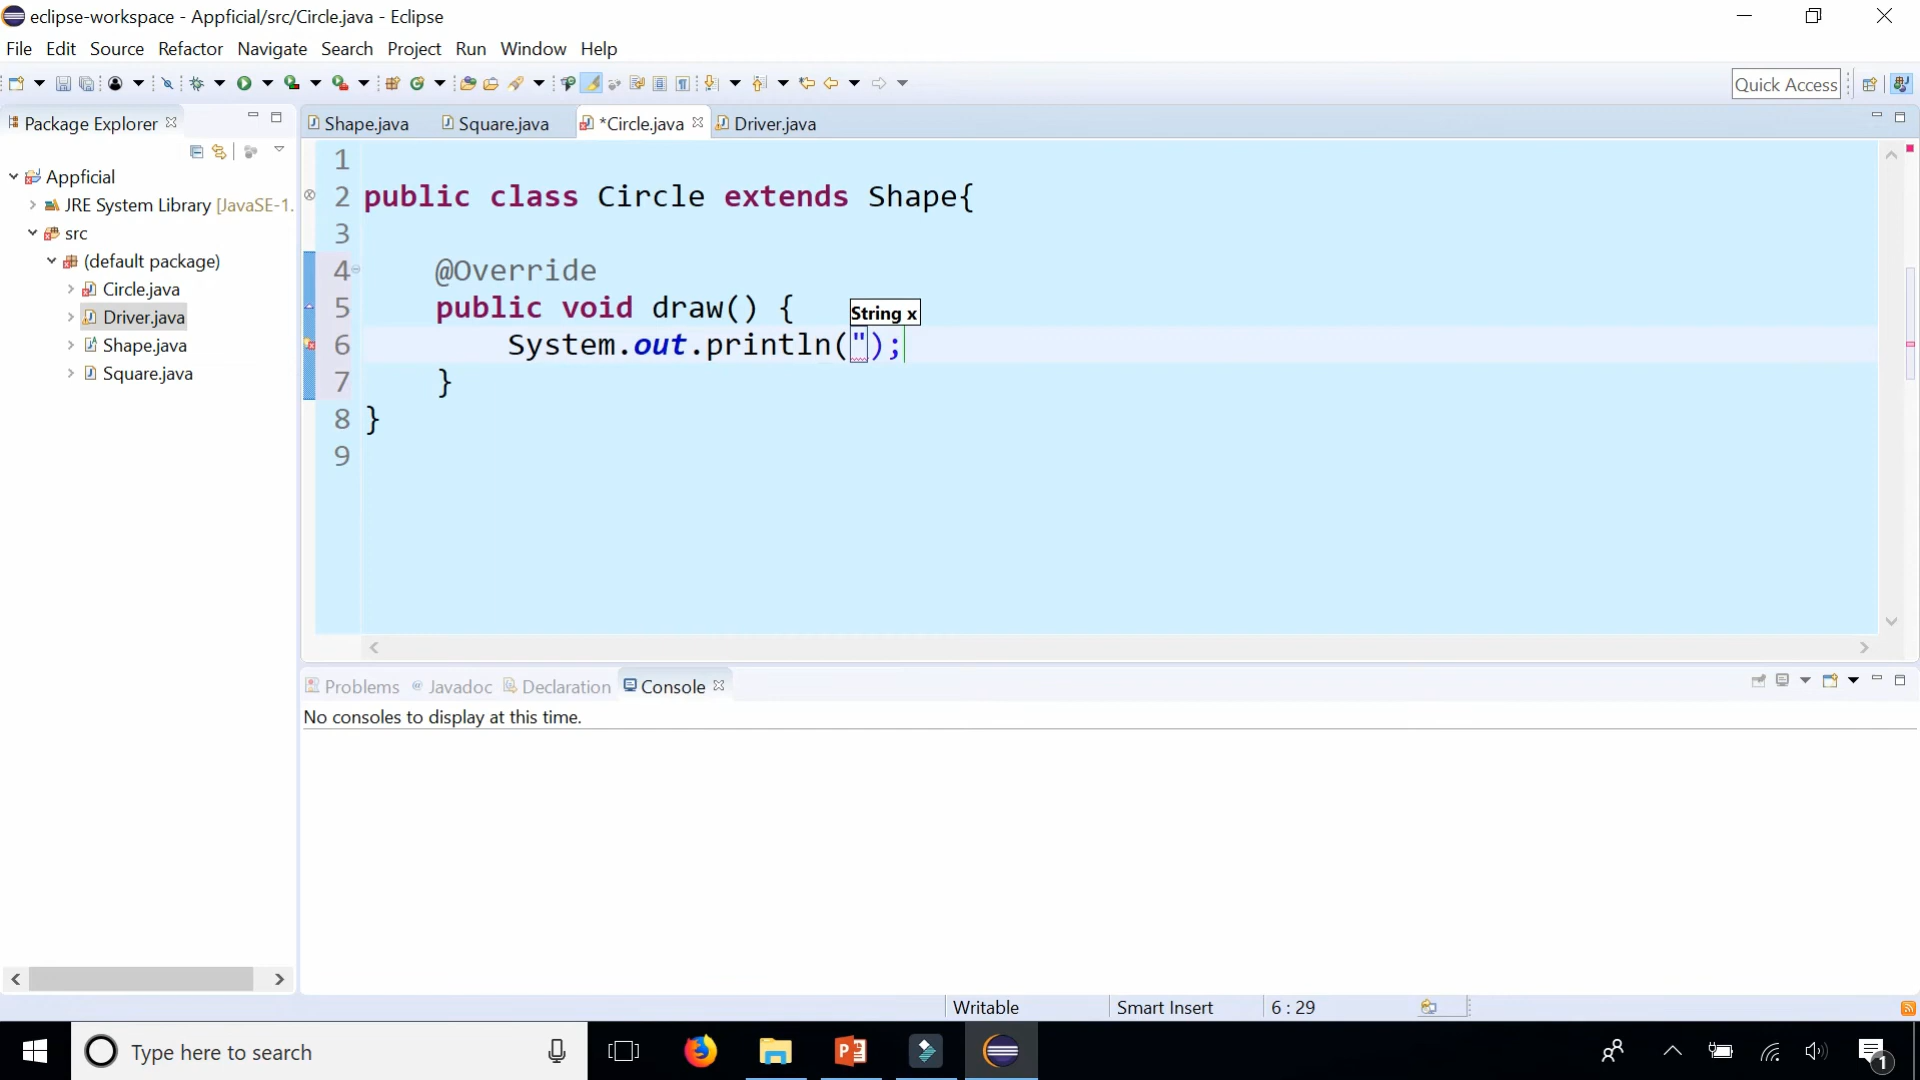 eclipse-workspace - Appficial/src/Circle.java - Eclipse
File Edit Source Refactor Navigate Search Project Run Window Help
Quick Access
Package Explorer
Shape.java Square.java *Circle.java Driver.java
Appficial
JRE System Library [JavaSE-1.
src
(default package)
Circle.java
Driver.java
Shape.java
Square.java
1
2 public class Circle extends Shape{
3
4 @Override
5 public void draw() {
String x
6 System.out.println(");
7 }
8 }
9
Problems @ Javadoc Declaration Console
No consoles to display at this time.
Writable Smart Insert 6 : 29
Type here to search
1